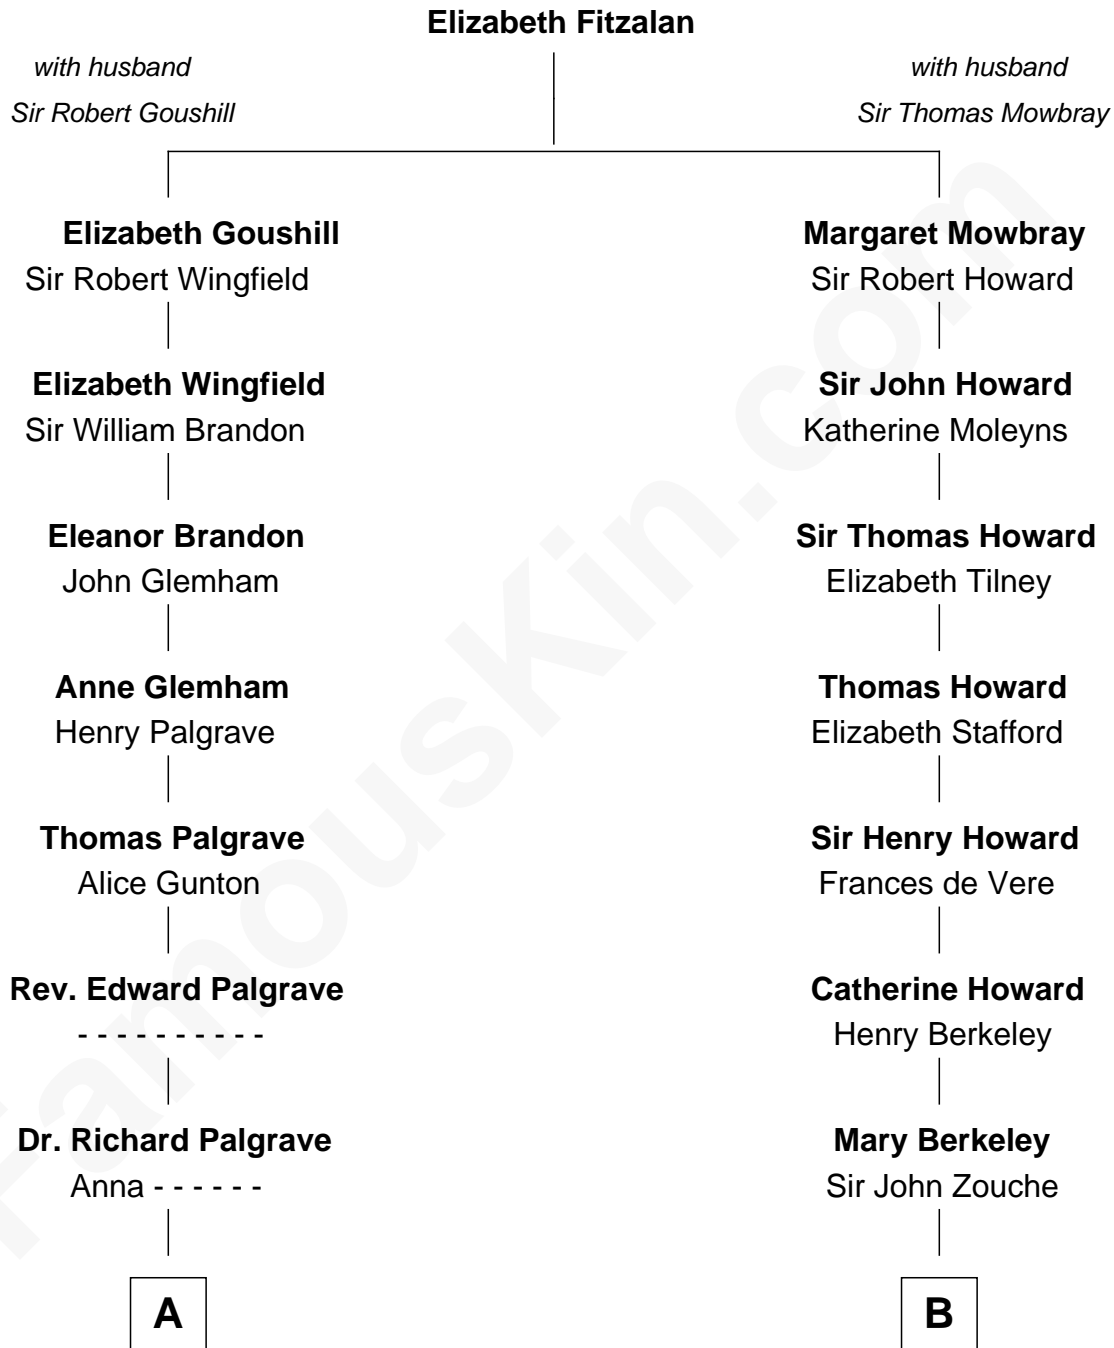 Elizabeth Fitzalan
with husband
Sir Robert Goushill
with husband
Sir Thomas Mowbray
Elizabeth Goushill
Sir Robert Wingfield
Margaret Mowbray
Sir Robert Howard
Elizabeth Wingfield
Sir William Brandon
Sir John Howard
Katherine Moleyns
Eleanor Brandon
John Glemham
Sir Thomas Howard
Elizabeth Tilney
Anne Glemham
Henry Palgrave
Thomas Howard
Elizabeth Stafford
Thomas Palgrave
Alice Gunton
Sir Henry Howard
Frances de Vere
Rev. Edward Palgrave
- - - - - - - - - -
Catherine Howard
Henry Berkeley
Dr. Richard Palgrave
Anna - - - - - -
Mary Berkeley
Sir John Zouche
A
B
FamousKin.com